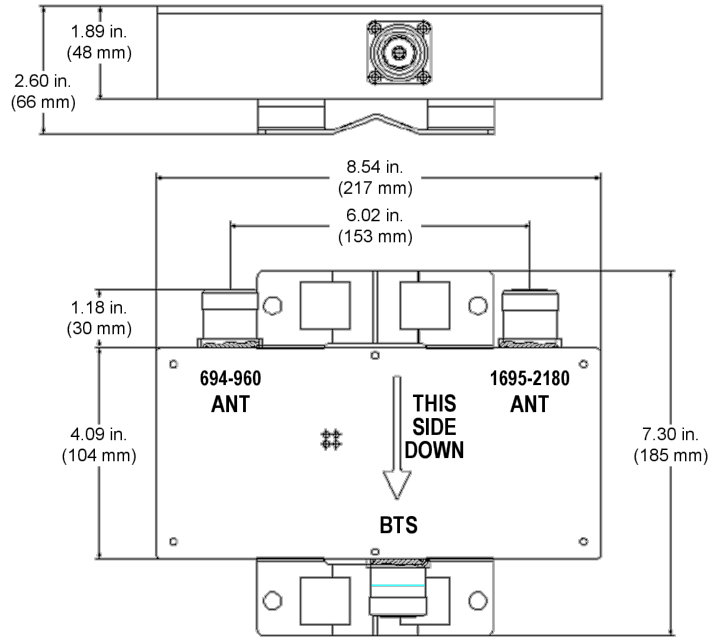 1.89 in.
(48 mm)
2.60 in.
(66 mm)
8.54 in.
(217 mm)
6.02 in.
(153 mm)
1.18 in.
(30 mm)
694-960
ANT
1695-2180
ANT
THIS
SIDE
DOWN
4.09 in.
(104 mm)
7.30 in.
(185 mm)
BTS